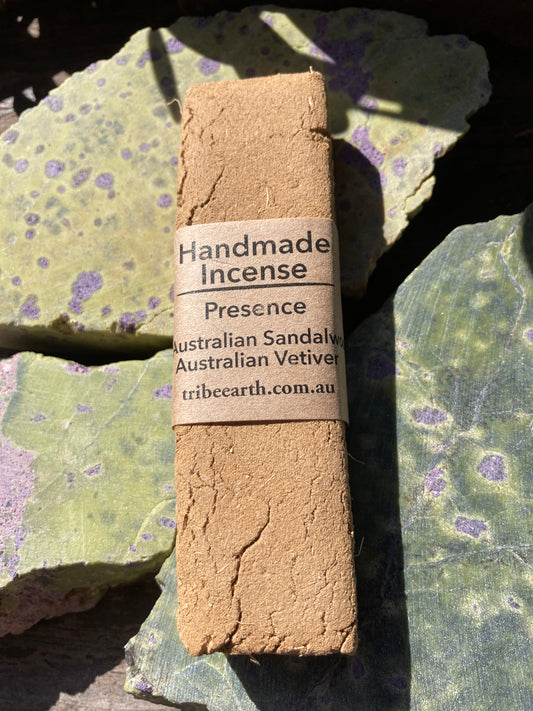 Handmade
Incense
Presence
Australian Sandalwo
Australian Vetiver
tribeearth.com.au